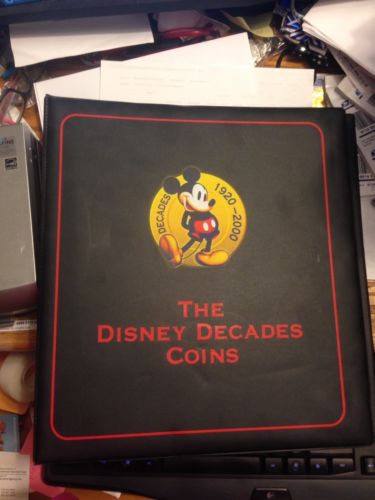 DECADES 1920-2000
THE
DISNEY DECADES
COINS